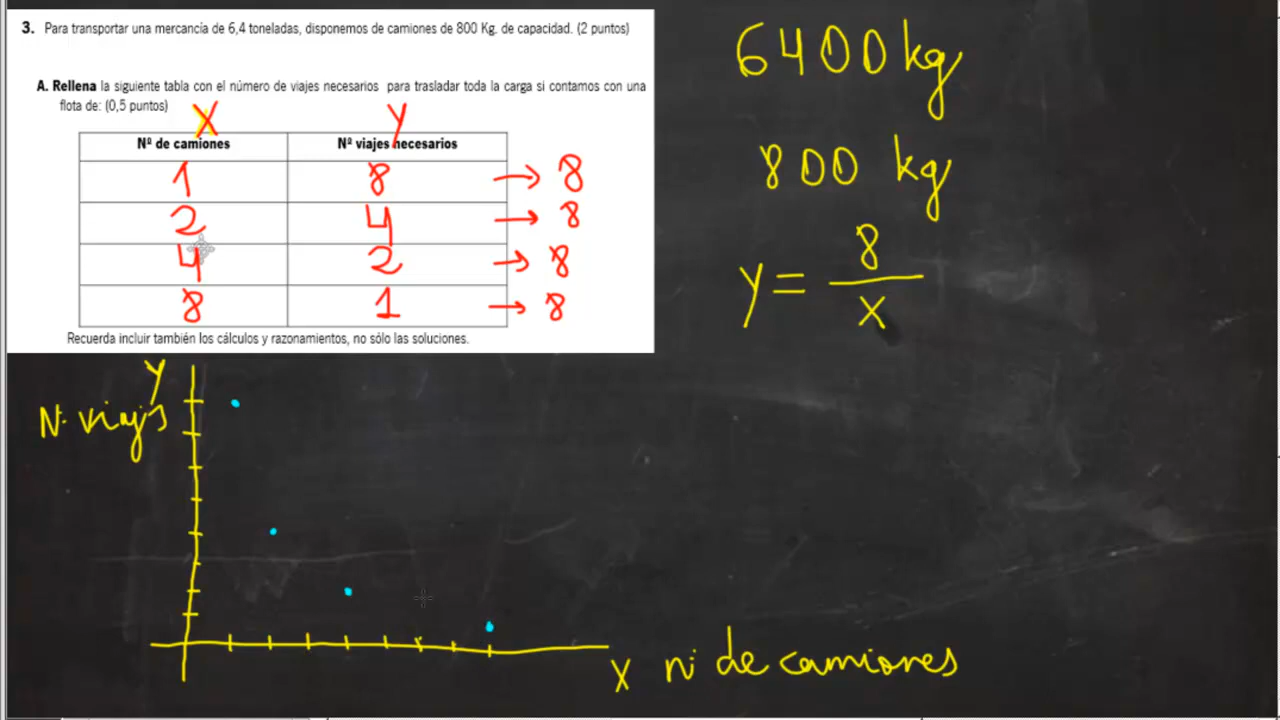 3. Para transportar una mercancía de 6,4 toneladas, disponemos de camiones de 800 Kg. de capacidad. (2 puntos)
A. Rellena la siguiente tabla con el número de viajes necesarios para trasladar toda la carga si contamos con una
flota de: (0,5 puntos)
X Y
Nº de camiones Nº viajes necesarios
1 8 → 8
2 4 → 8
4 2 → 8
8 1 → 8
Recuerda incluir también los cálculos y razonamientos, no sólo las soluciones.
6400 kg
800 kg
y = 8
x
Y
N. viajs
X nº de camiones